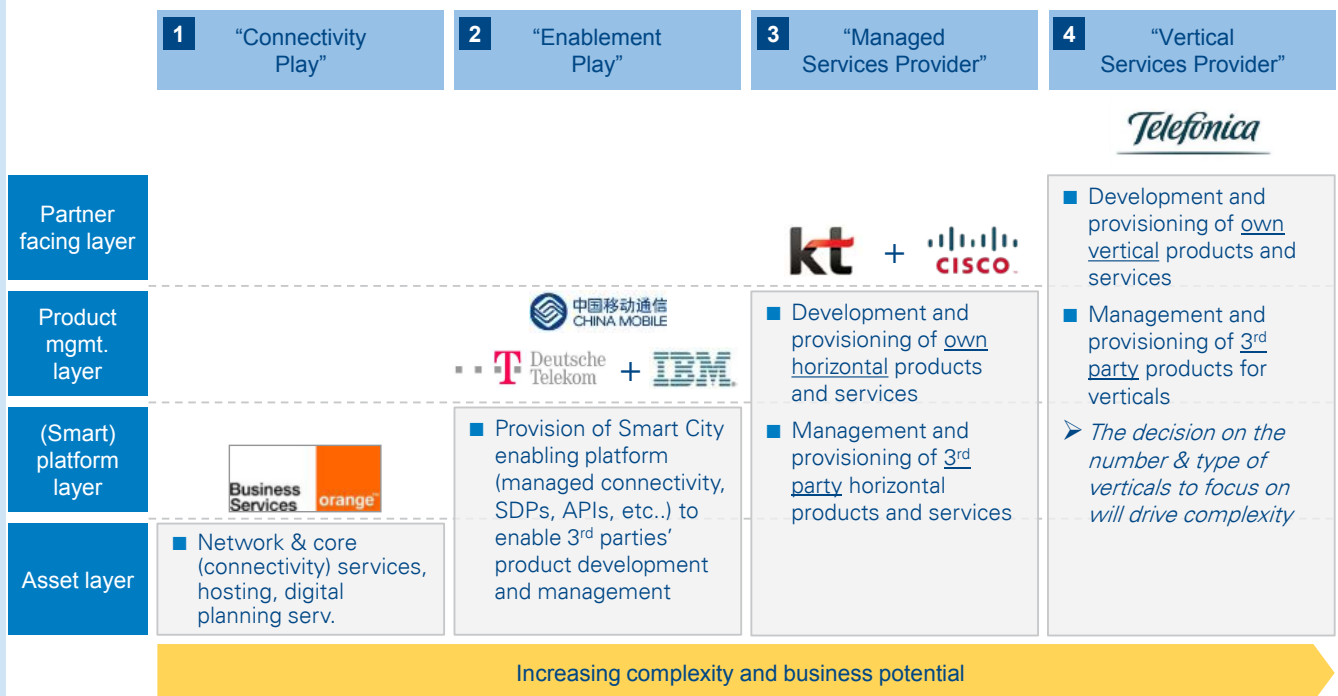 1
“Connectivity
Play”
2
“Enablement
Play”
3
“Managed
Services Provider”
4
“Vertical
Services Provider”
Telefónica
Partner
facing layer
■ Development and
provisioning of own
vertical products and
services
■ Management and
provisioning of 3rd
party products for
verticals
➢ The decision on the
number & type of
verticals to focus on
will drive complexity
kt + CISCO
Product
mgmt.
layer
中国移动通信
CHINA MOBILE
T Deutsche
Telekom + IBM
■ Development and
provisioning of own
horizontal products
and services
■ Management and
provisioning of 3rd
party horizontal
products and services
(Smart)
platform
layer
Business
Services
orange™
■ Provision of Smart City
enabling platform
(managed connectivity,
SDPs, APIs, etc..) to
enable 3rd parties’
product development
and management
Asset layer
■ Network & core
(connectivity) services,
hosting, digital
planning serv.
Increasing complexity and business potential